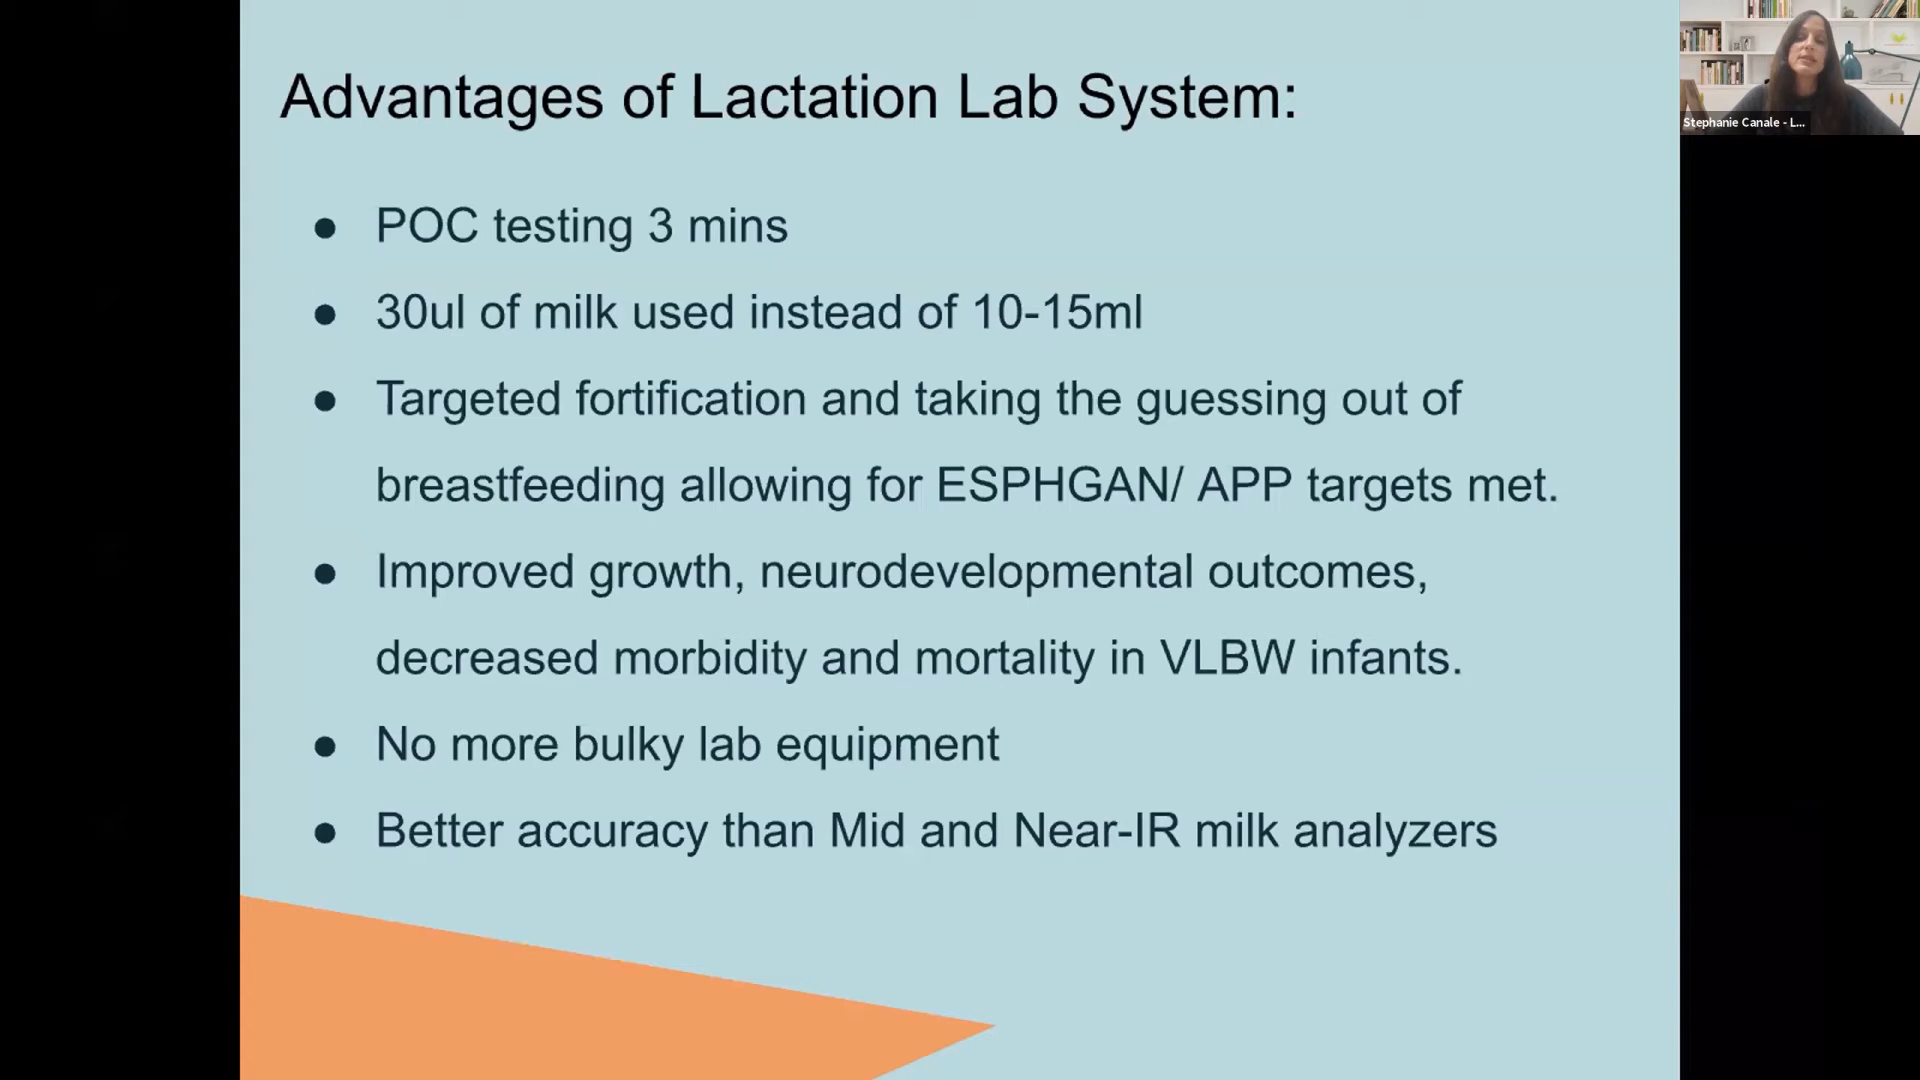 Advantages of Lactation Lab System:
● POC testing 3 mins
● 30ul of milk used instead of 10-15ml
● Targeted fortification and taking the guessing out of
breastfeeding allowing for ESPHGAN/ APP targets met.
● Improved growth, neurodevelopmental outcomes,
decreased morbidity and mortality in VLBW infants.
● No more bulky lab equipment
● Better accuracy than Mid and Near-IR milk analyzers
Stephanie Canale - L...